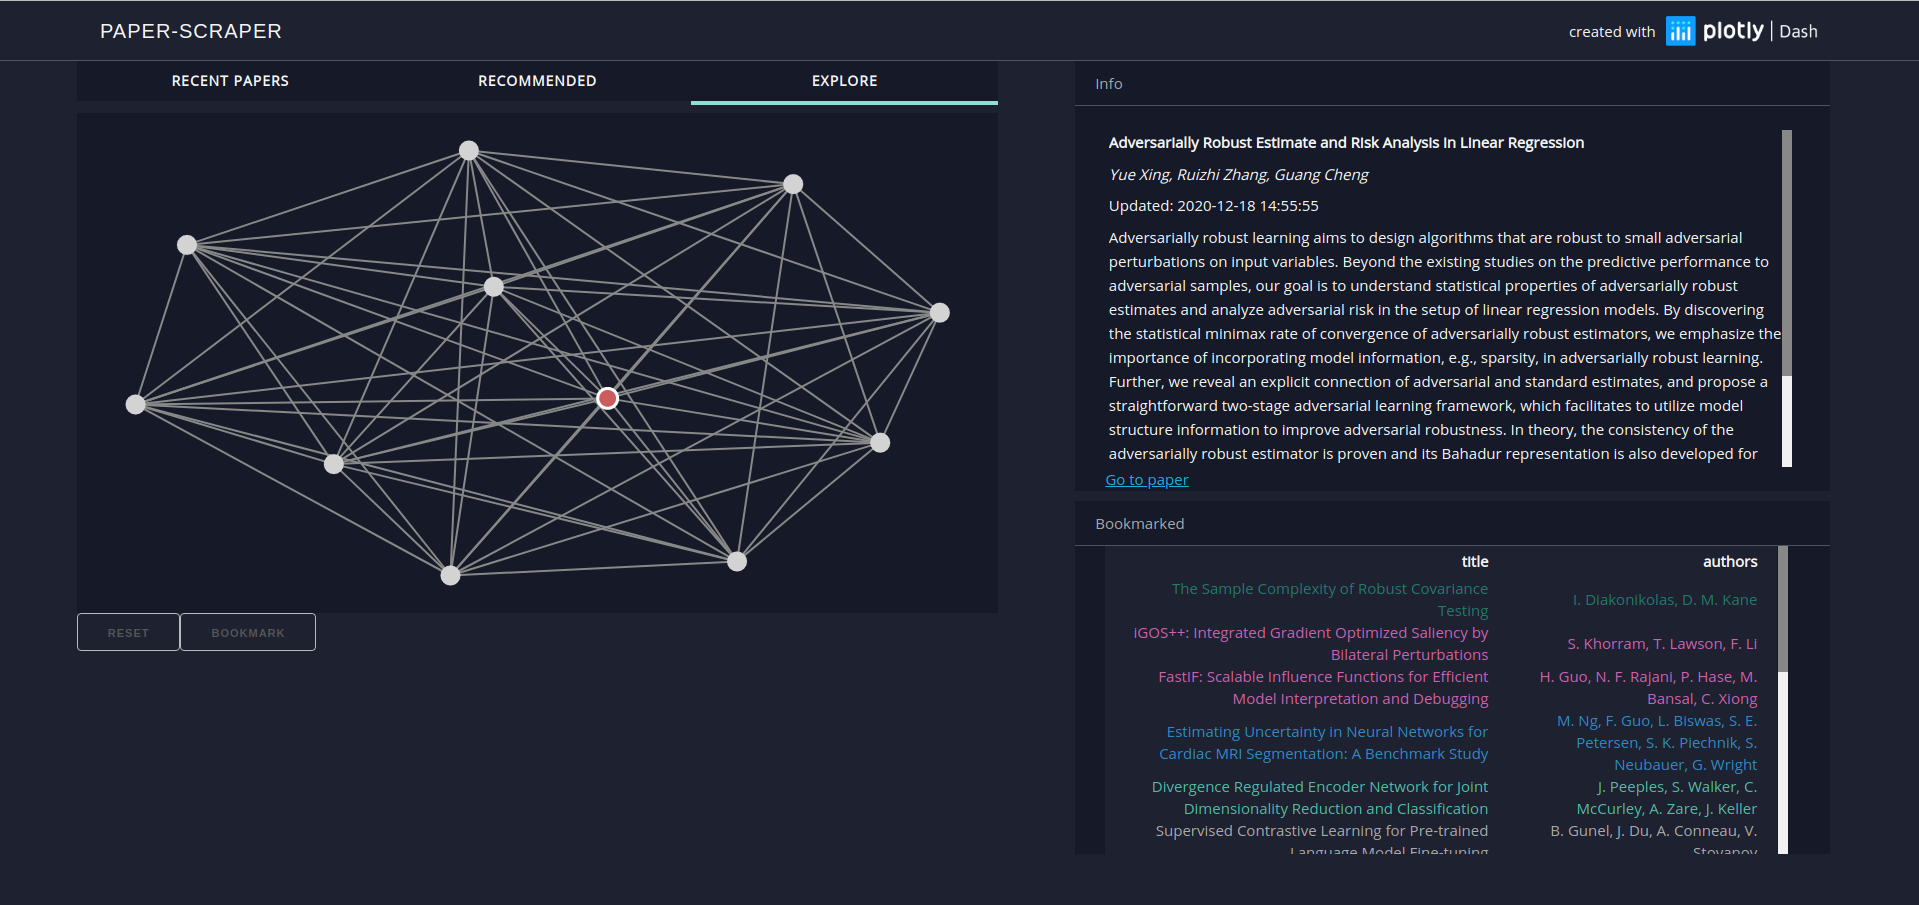 PAPER-SCRAPER
created with plotly | Dash
RECENT PAPERS
RECOMMENDED
EXPLORE
RESET
BOOKMARK
Info
Adversarially Robust Estimate and Risk Analysis in Linear Regression
Yue Xing, Ruizhi Zhang, Guang Cheng
Updated: 2020-12-18 14:55:55
Adversarially robust learning aims to design algorithms that are robust to small adversarial
perturbations on input variables. Beyond the existing studies on the predictive performance to
adversarial samples, our goal is to understand statistical properties of adversarially robust
estimates and analyze adversarial risk in the setup of linear regression models. By discovering
the statistical minimax rate of convergence of adversarially robust estimators, we emphasize the
importance of incorporating model information, e.g., sparsity, in adversarially robust learning.
Further, we reveal an explicit connection of adversarial and standard estimates, and propose a
straightforward two-stage adversarial learning framework, which facilitates to utilize model
structure information to improve adversarial robustness. In theory, the consistency of the
adversarially robust estimator is proven and its Bahadur representation is also developed for
Go to paper
Bookmarked
title
authors
The Sample Complexity of Robust Covariance
Testing
I. Diakonikolas, D. M. Kane
iGOS++: Integrated Gradient Optimized Saliency by
Bilateral Perturbations
S. Khorram, T. Lawson, F. Li
FastIF: Scalable Influence Functions for Efficient
Model Interpretation and Debugging
H. Guo, N. F. Rajani, P. Hase, M.
Bansal, C. Xiong
Estimating Uncertainty in Neural Networks for
Cardiac MRI Segmentation: A Benchmark Study
M. Ng, F. Guo, L. Biswas, S. E.
Petersen, S. K. Piechnik, S.
Neubauer, G. Wright
Divergence Regulated Encoder Network for Joint
Dimensionality Reduction and Classification
J. Peeples, S. Walker, C.
McCurley, A. Zare, J. Keller
Supervised Contrastive Learning for Pre-trained
Language Model Fine-tuning
B. Gunel, J. Du, A. Conneau, V.
Stoyanov